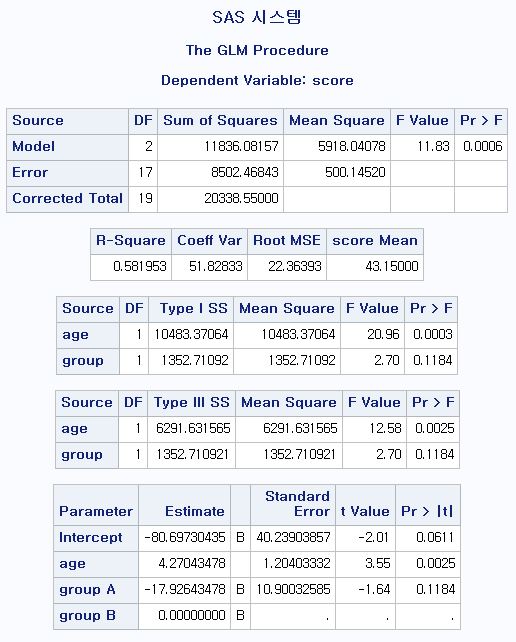 SAS 시스템
The GLM Procedure
Dependent Variable: score
Source DF Sum of Squares Mean Square F Value Pr > F
Model 2 11836.08157 5918.04078 11.83 0.0006
Error 17 8502.46843 500.14520
Corrected Total 19 20338.55000
R-Square Coeff Var Root MSE score Mean
0.581953 51.82833 22.36393 43.15000
Source DF Type I SS Mean Square F Value Pr > F
age 1 10483.37064 10483.37064 20.96 0.0003
group 1 1352.71092 1352.71092 2.70 0.1184
Source DF Type III SS Mean Square F Value Pr > F
age 1 6291.631565 6291.631565 12.58 0.0025
group 1 1352.710921 1352.710921 2.70 0.1184
Parameter Estimate Standard Error t Value Pr > |t|
Intercept -80.69730435 B 40.23903857 -2.01 0.0611
age 4.27043478 1.20403332 3.55 0.0025
group A -17.92643478 B 10.90032585 -1.64 0.1184
group B 0.00000000 B . . .